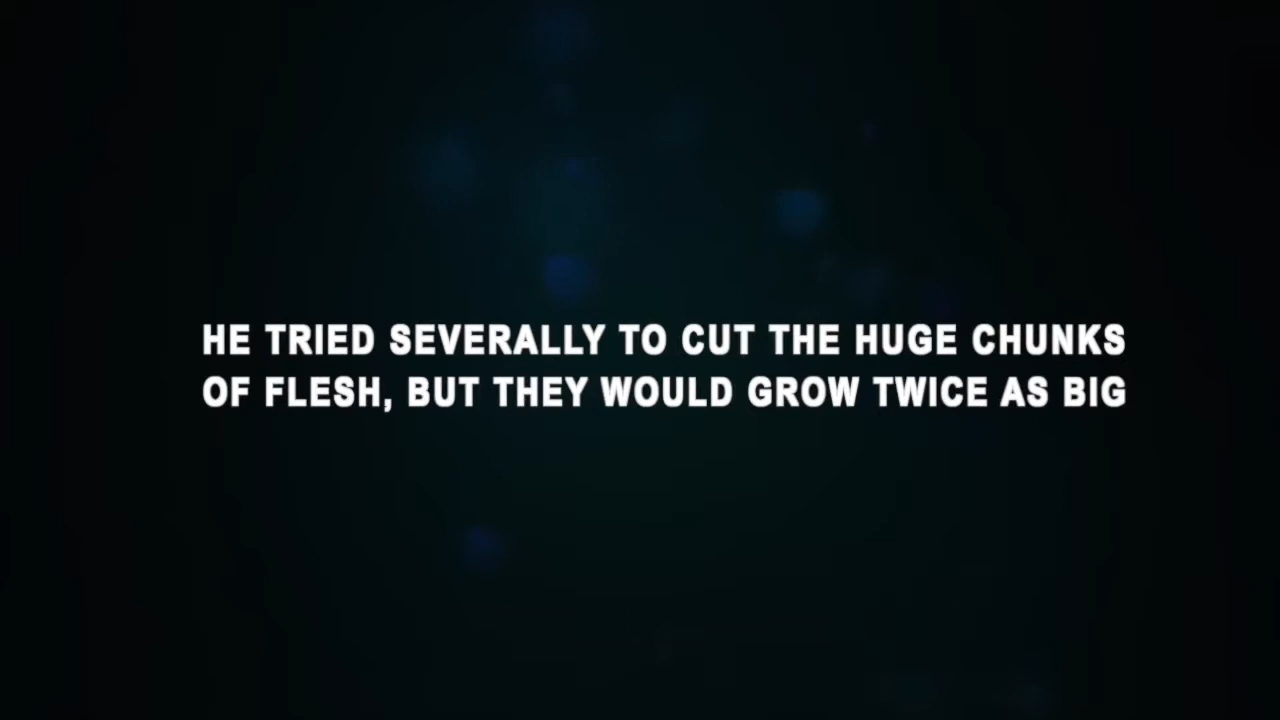 HE TRIED SEVERALLY TO CUT THE HUGE CHUNKS
OF FLESH, BUT THEY WOULD GROW TWICE AS BIG